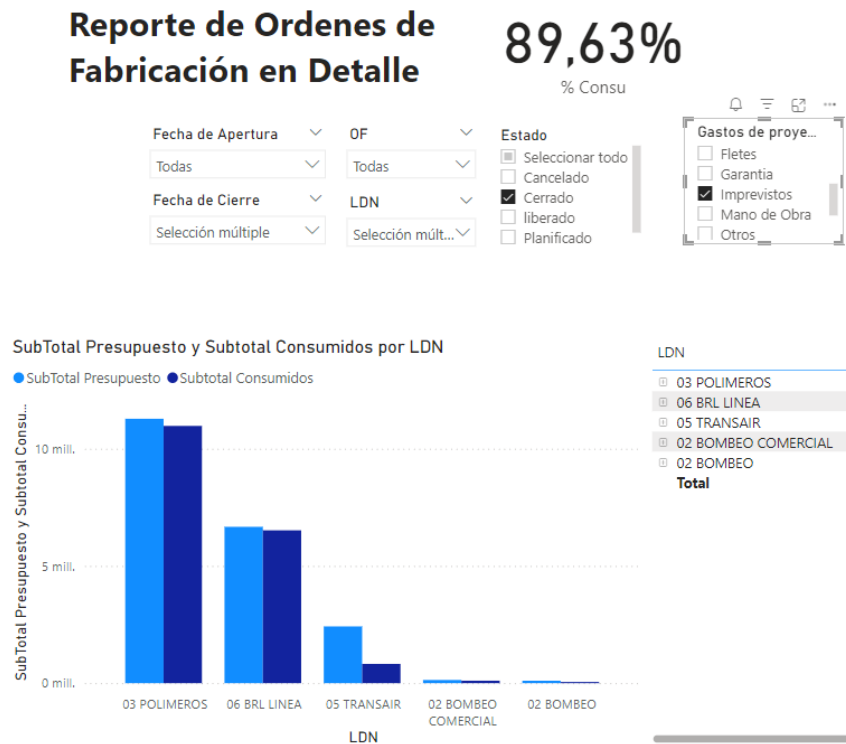 Reporte de Ordenes de
Fabricación en Detalle
89,63%
% Consu
Fecha de Apertura
Todas
OF
Todas
Fecha de Cierre
Selección múltiple
LDN
Selección múlt...
Estado
Seleccionar todo
Cancelado
Cerrado
liberado
Planificado
Gastos de proye...
Fletes
Garantia
Imprevistos
Mano de Obra
Otros
SubTotal Presupuesto y Subtotal Consumidos por LDN
SubTotal Presupuesto Subtotal Consumidos
SubTotal Presupuesto y Subtotal Consu...
10 mill.
5 mill.
0 mill.
03 POLIMEROS
06 BRL LINEA
05 TRANSAIR
02 BOMBEO
COMERCIAL
02 BOMBEO
LDN
LDN
03 POLIMEROS
06 BRL LINEA
05 TRANSAIR
02 BOMBEO COMERCIAL
02 BOMBEO
Total